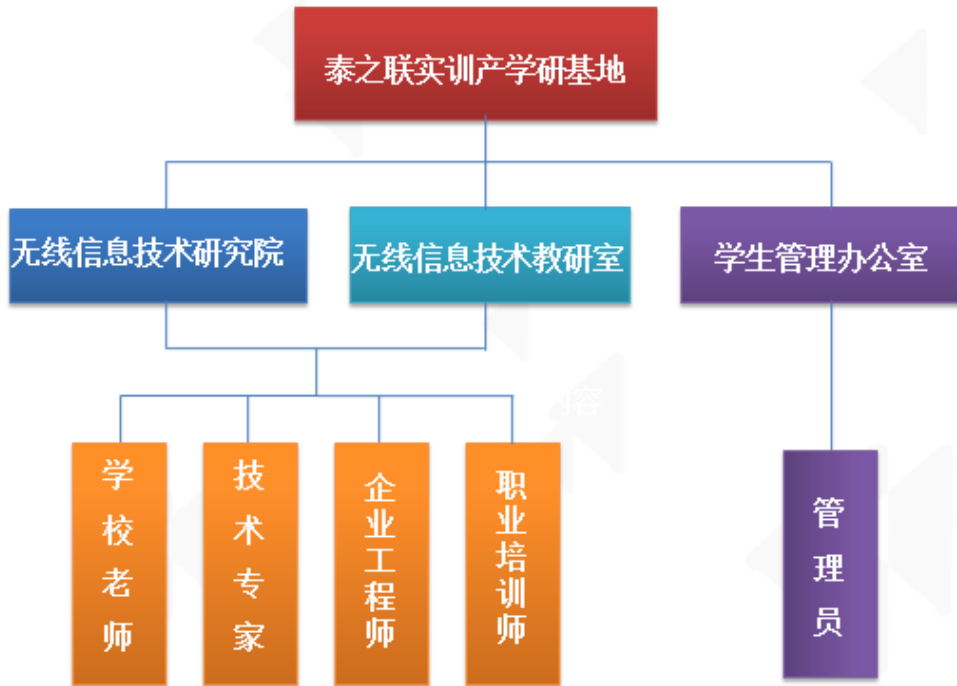 泰之联实训产学研基地
无线信息技术研究院
无线信息技术教研室
学生管理办公室
内容
学校老师
技术专家
企业工程师
职业培训师
管理员